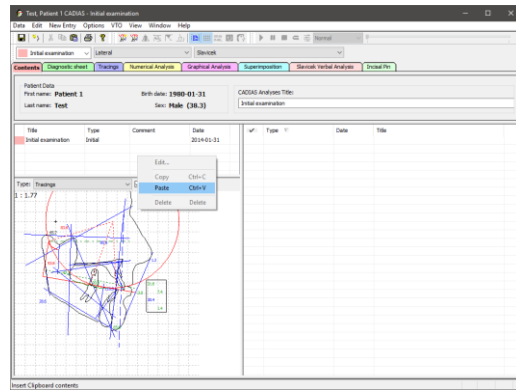 Test, Patient 1 CADIAS - Initial examination
Data Edit New Entry Options VTO View Window Help
Normal
Initial examination Lateral Slavicek
Contents Diagnostic sheet Tracings Numerical Analysis Graphical Analysis Superimposition Slavicek Verbal Analysis Incisal Pin
Patient Data
First name: Patient 1 Birth date: 1980-01-31
Last name: Test Sex: Male (38.3)
CADIAS Analyses Title:
Initial examination
Title Type Comment Date
Initial examination Initial 2014-01-31
Type Date Title
Edit...
Copy Ctrl+C
Paste Ctrl+V
Delete Delete
Type: Tracings
1 : 1.77
Insert Clipboard contents